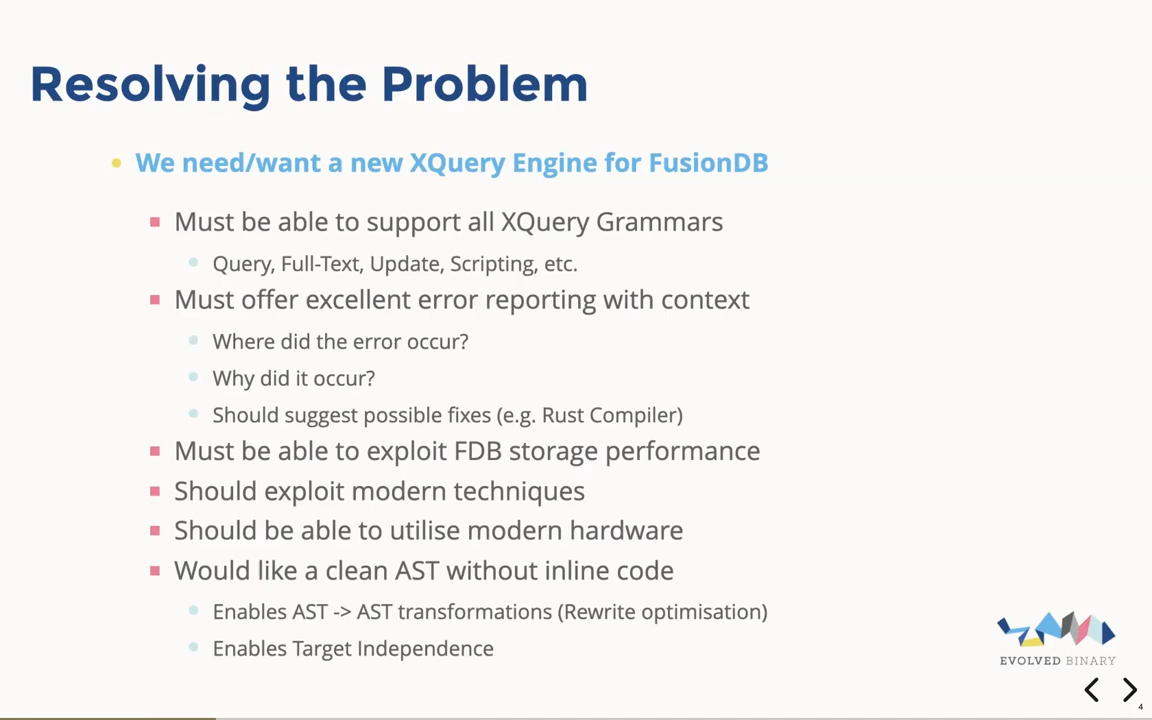 Resolving the Problem
We need/want a new XQuery Engine for FusionDB
Must be able to support all XQuery Grammars
Query, Full-Text, Update, Scripting, etc.
Must offer excellent error reporting with context
Where did the error occur?
Why did it occur?
Should suggest possible fixes (e.g. Rust Compiler)
Must be able to exploit FDB storage performance
Should exploit modern techniques
Should be able to utilise modern hardware
Would like a clean AST without inline code
Enables AST -> AST transformations (Rewrite optimisation)
Enables Target Independence
EVOLVED BINARY
4